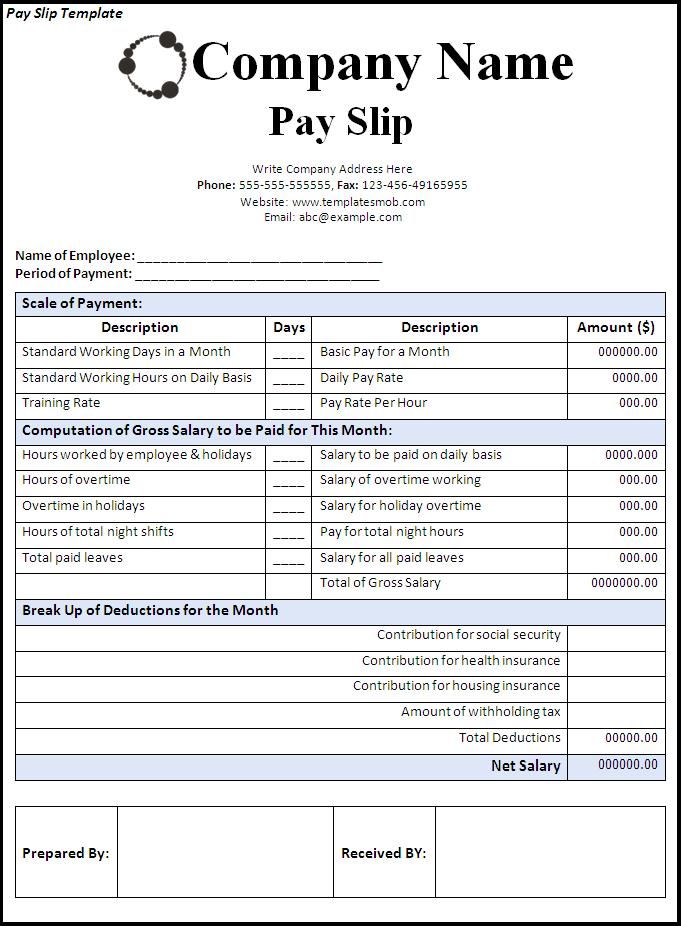 Pay Slip Template
Company Name
Pay Slip
Write Company Address Here
Phone: 555-555-555555, Fax: 123-456-49165955
Website: www.templatesmob.com
Email: abc@example.com
Name of Employee: _______________________________
Period of Payment: _______________________________
Scale of Payment:
Description Days Description Amount ($)
Standard Working Days in a Month ____ Basic Pay for a Month 000000.00
Standard Working Hours on Daily Basis ____ Daily Pay Rate 0000.00
Training Rate ____ Pay Rate Per Hour 000.00
Computation of Gross Salary to be Paid for This Month:
Hours worked by employee & holidays ____ Salary to be paid on daily basis 0000.000
Hours of overtime ____ Salary of overtime working 000.00
Overtime in holidays ____ Salary for holiday overtime 000.00
Hours of total night shifts ____ Pay for total night hours 000.00
Total paid leaves ____ Salary for all paid leaves 000.00
Total of Gross Salary 0000000.00
Break Up of Deductions for the Month
Contribution for social security
Contribution for health insurance
Contribution for housing insurance
Amount of withholding tax
Total Deductions 00000.00
Net Salary 000000.00
Prepared By: Received BY: